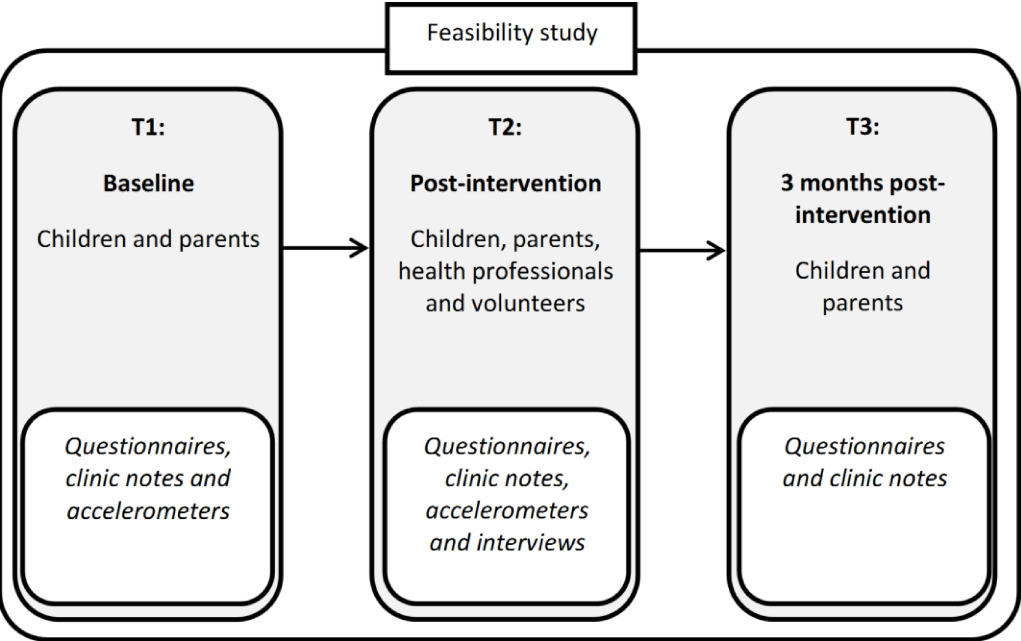 Feasibility study
T1:
Baseline
Children and parents
Questionnaires,
clinic notes and
accelerometers
T2:
Post-intervention
Children, parents,
health professionals
and volunteers
Questionnaires,
clinic notes,
accelerometers
and interviews
T3:
3 months post-
intervention
Children and
parents
Questionnaires
and clinic notes